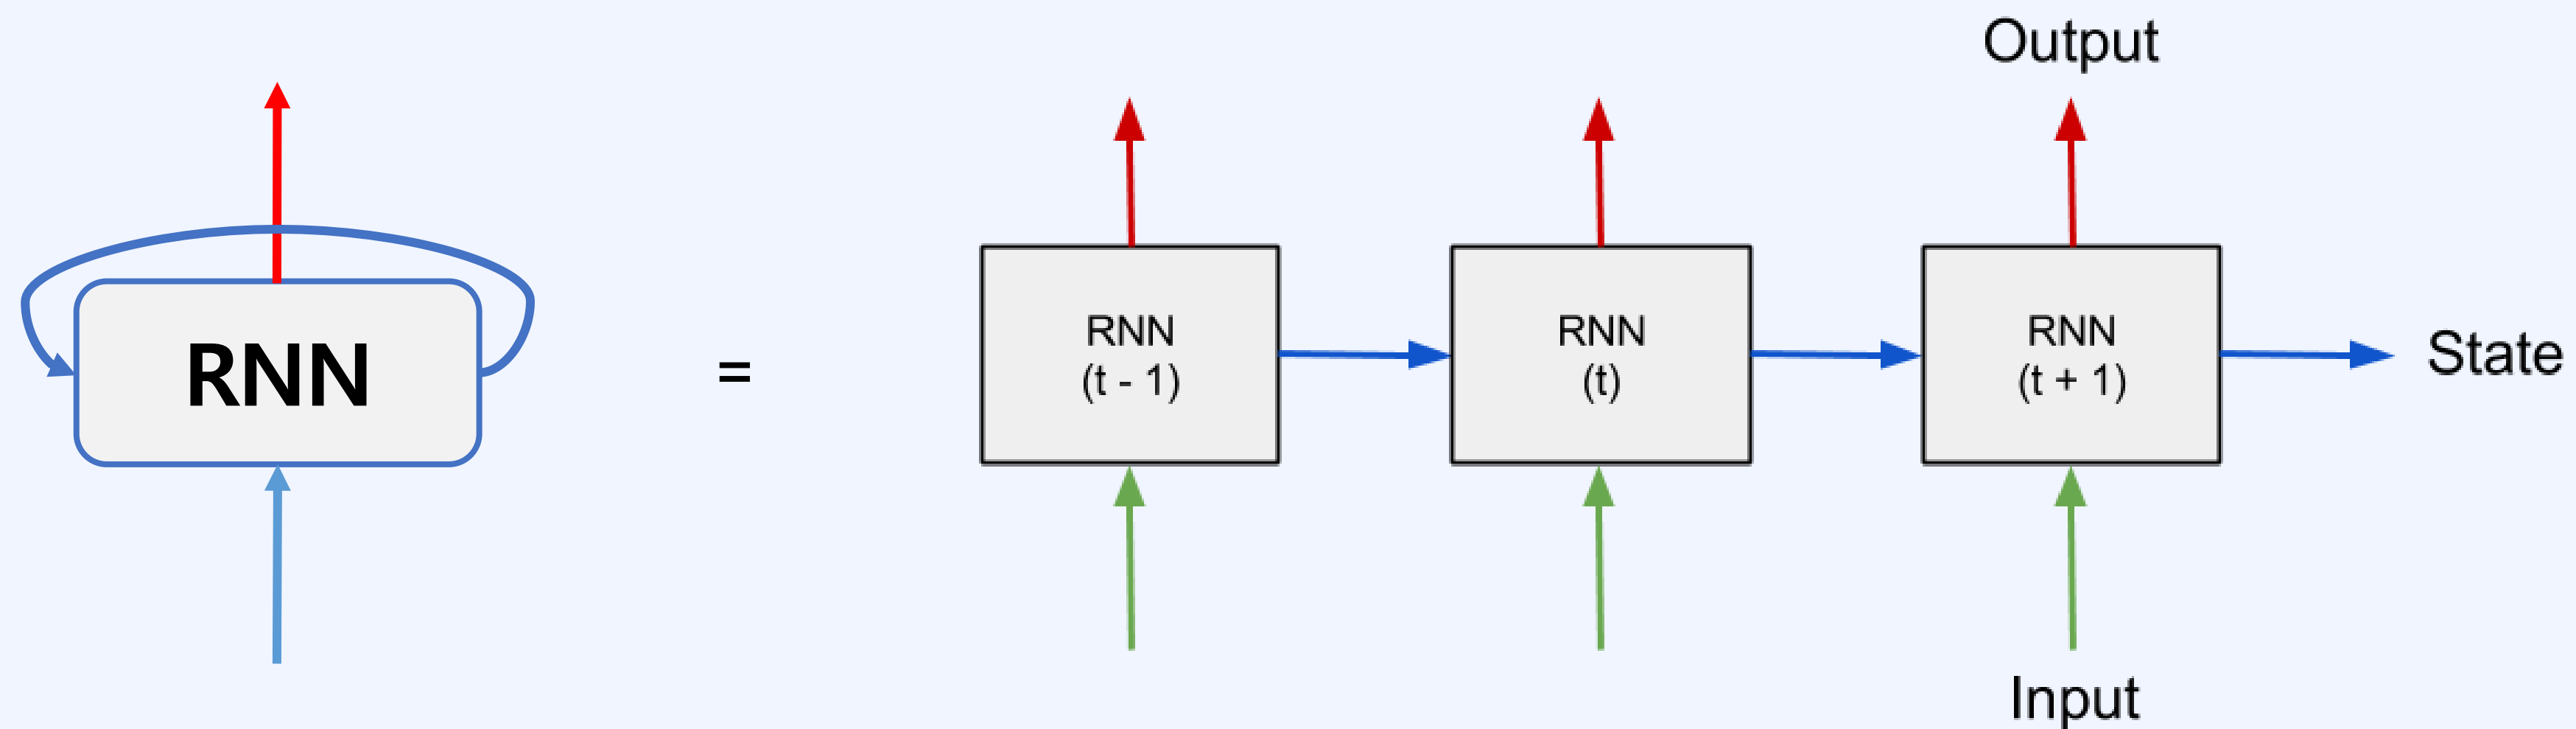 Output
RNN
=
RNN
(t - 1)
RNN
(t)
RNN
(t + 1)
State
Input